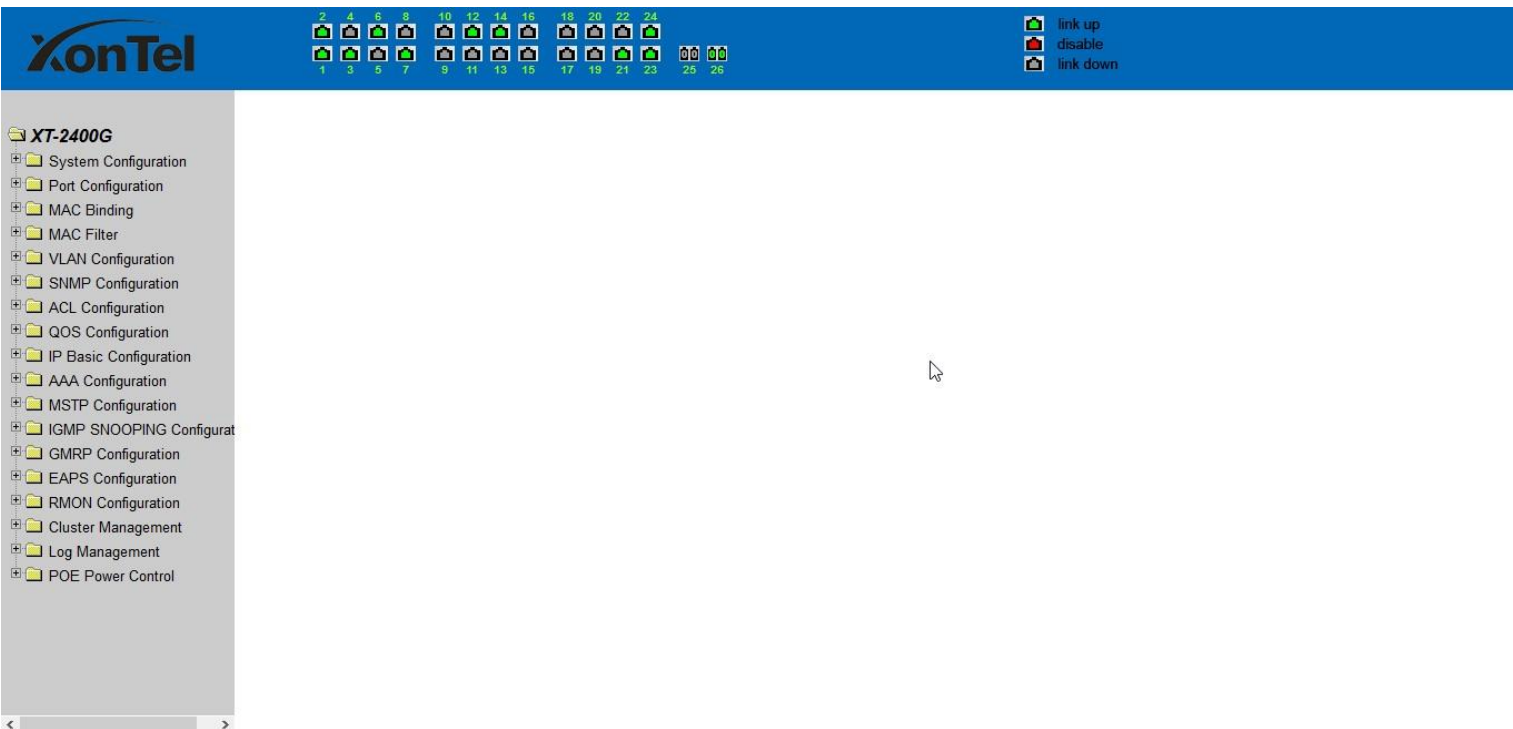 XonTel
2 4 6 8 10 12 14 16 18 20 22 24
1 3 5 7 9 11 13 15 17 19 21 23 25 26
link up
disable
link down
XT-2400G
System Configuration
Port Configuration
MAC Binding
MAC Filter
VLAN Configuration
SNMP Configuration
ACL Configuration
QOS Configuration
IP Basic Configuration
AAA Configuration
MSTP Configuration
IGMP SNOOPING Configurat
GMRP Configuration
EAPS Configuration
RMON Configuration
Cluster Management
Log Management
POE Power Control